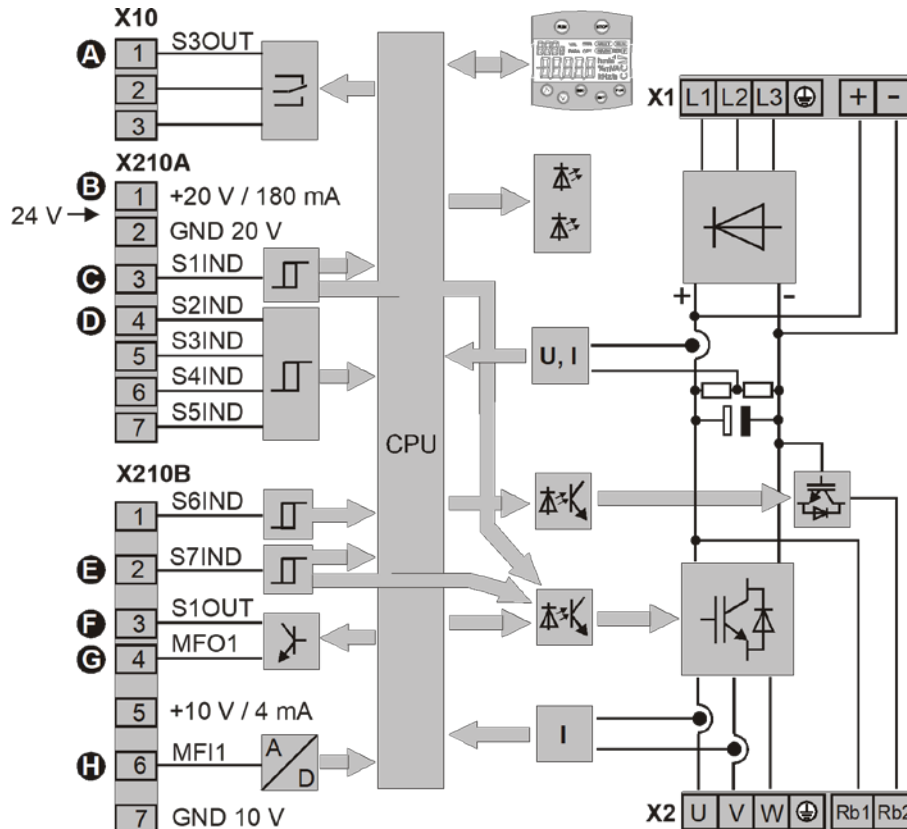 X10
A
1 S3OUT
2
3
X210A
B
24 V
1 +20 V / 180 mA
2 GND 20 V
C
3 S1IND
D
4 S2IND
5 S3IND
6 S4IND
7 S5IND
X210B
1 S6IND
E
2 S7IND
F
3 S1OUT
G
4 MFO1
5 +10 V / 4 mA
H
6 MFI1
A
D
7 GND 10 V
CPU
RUN STOP
U, I
I
X1 L1 L2 L3 + -
+ -
X2 U V W Rb1 Rb2